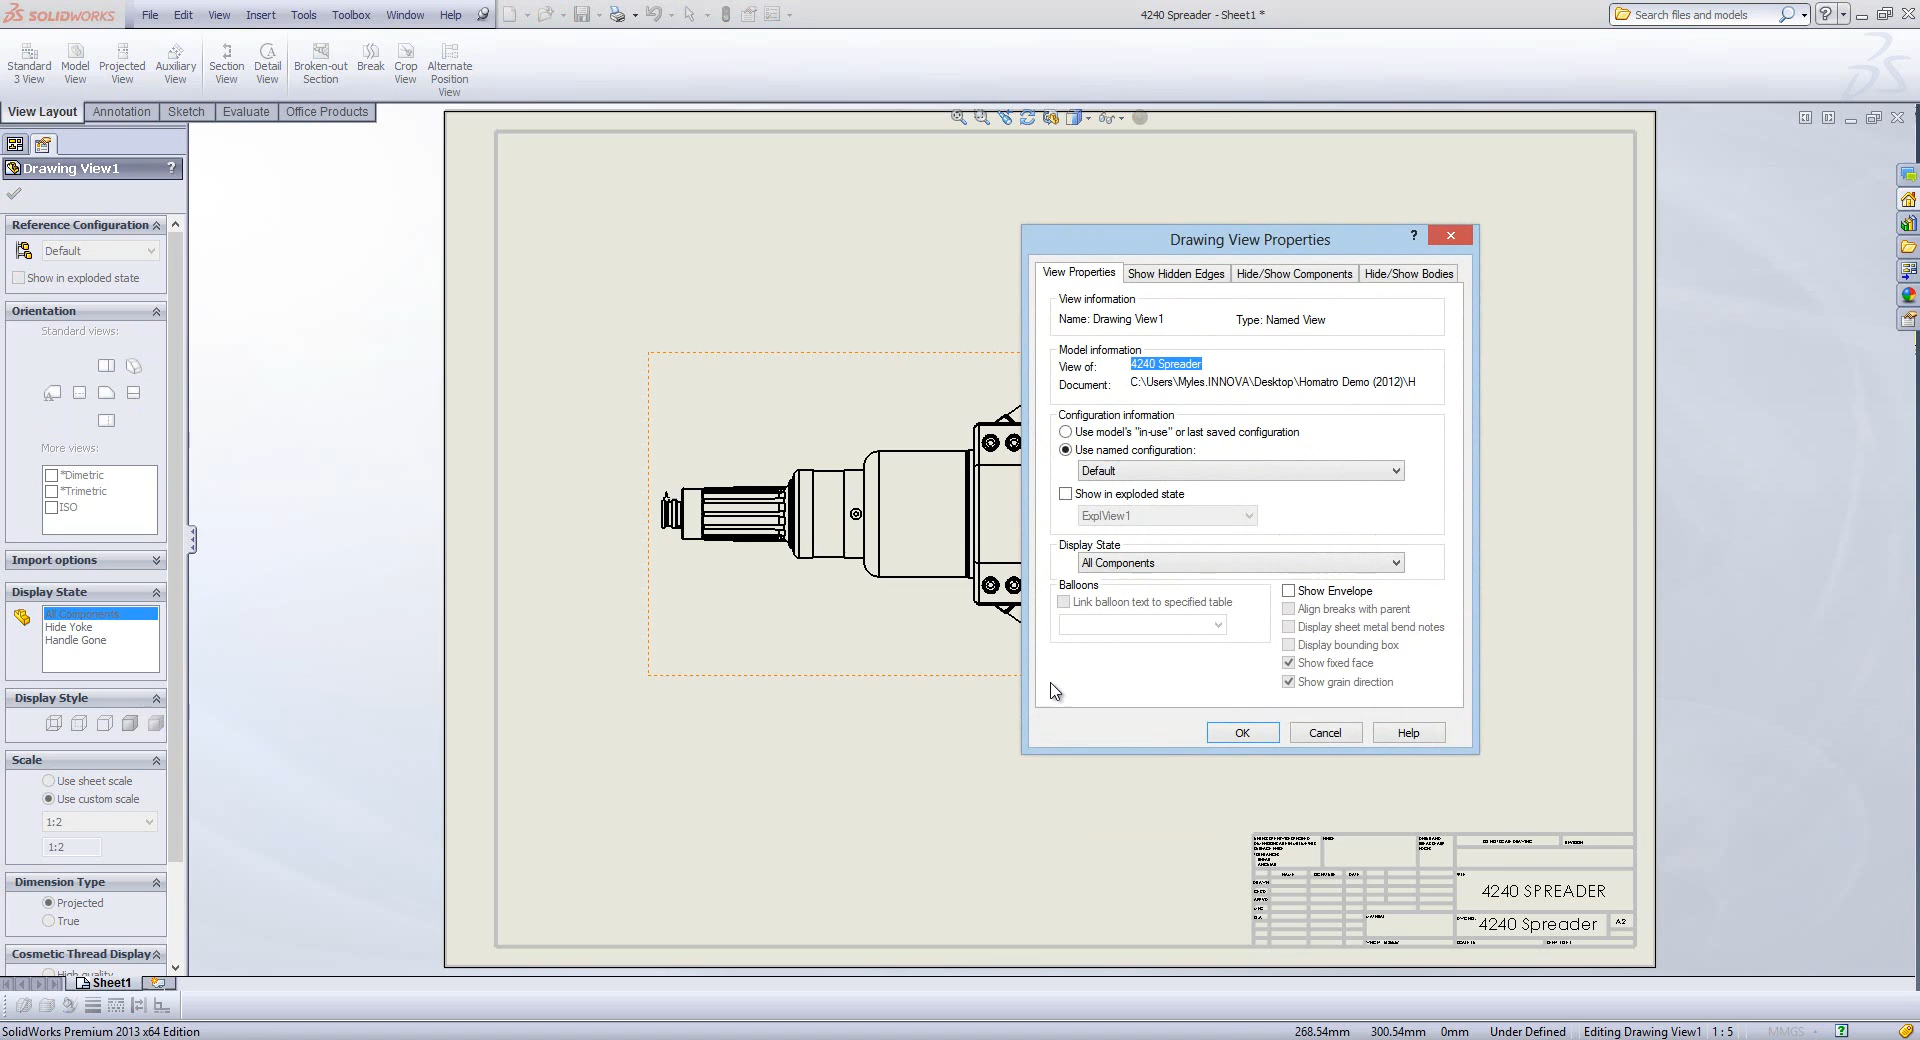 SOLIDWORKS
File Edit View Insert Tools Toolbox Window Help
4240 Spreader - Sheet1 *
Search files and models
Standard 3 View
Model View
Projected View
Auxiliary View
Section View
Detail View
Broken-out Section
Break
Crop View
Alternate Position View
View Layout Annotation Sketch Evaluate Office Products
Drawing View1 ?
Reference Configuration
Default
Show in exploded state
Orientation
Standard views:
More views:
*Dimetric
*Trimetric
ISO
Import options
Display State
All Components
Hide Yoke
Handle Gone
Display Style
Scale
Use sheet scale
Use custom scale
1:2
1:2
Dimension Type
Projected
True
Cosmetic Thread Display
High quality
Drawing View Properties
?
View Properties Show Hidden Edges Hide/Show Components Hide/Show Bodies
View information
Name: Drawing View1 Type: Named View
Model information
View of: 4240 Spreader
Document: C:\Users\Myles.INNOVA\Desktop\Homatro Demo (2012)\H
Configuration information
Use model's "in-use" or last saved configuration
Use named configuration:
Default
Show in exploded state
ExplView1
Display State
All Components
Balloons
Link balloon text to specified table
Show Envelope
Align breaks with parent
Display sheet metal bend notes
Display bounding box
Show fixed face
Show grain direction
OK Cancel Help
4240 SPREADER
4240 Spreader
A2
Sheet1
SolidWorks Premium 2013 x64 Edition
268.54mm 300.54mm 0mm Under Defined Editing Drawing View1 1 : 5 MMGS